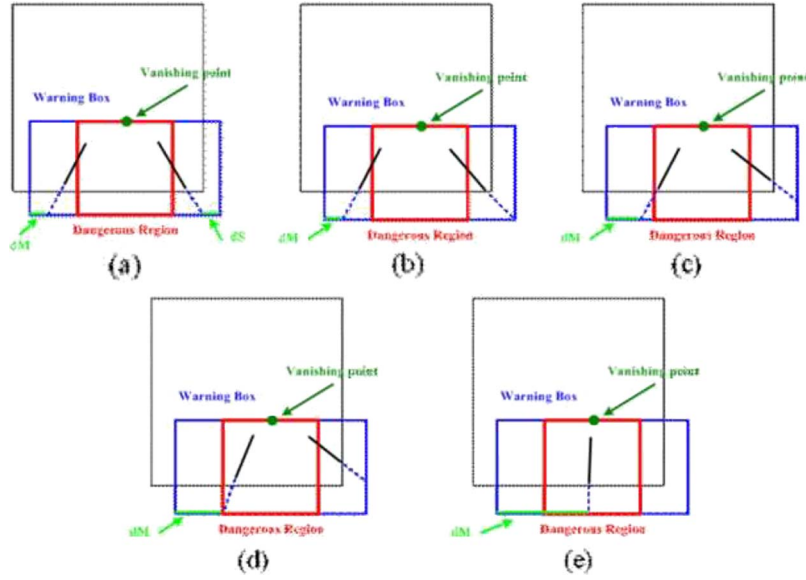 Vanishing point
Warning Box
Dangerous Region
dM
dS
(a)
Vanishing point
Warning Box
Dangerous Region
dM
(b)
Vanishing point
Warning Box
Dangerous Region
dM
(c)
Vanishing point
Warning Box
Dangerous Region
dM
(d)
Vanishing point
Warning Box
Dangerous Region
dM
(e)